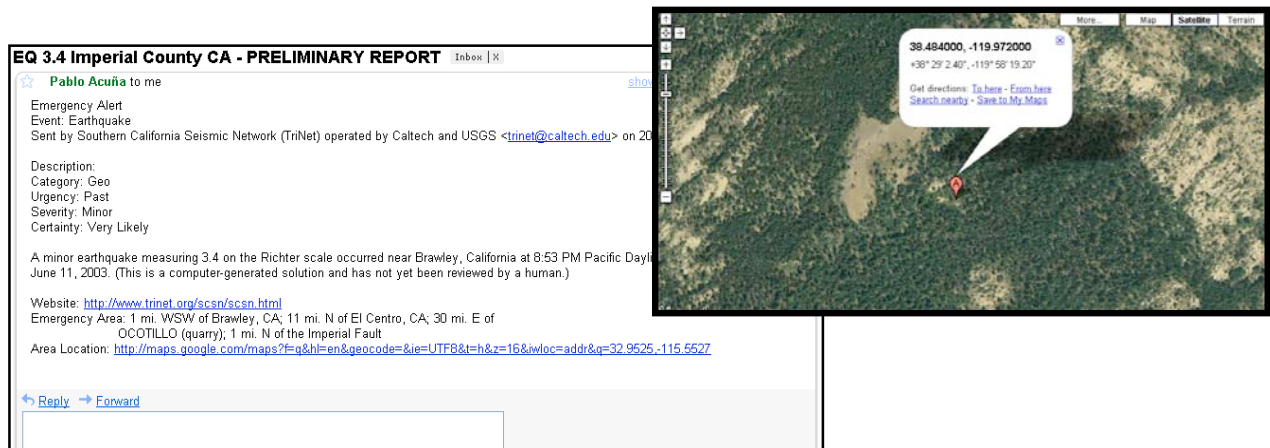 EQ 3.4 Imperial County CA - PRELIMINARY REPORT Inbox | X
Pablo Acuña to me
Emergency Alert
Event: Earthquake
Sent by Southern California Seismic Network (TriNet) operated by Caltech and USGS <trinet@caltech.edu> on 20
Description:
Category: Geo
Urgency: Past
Severity: Minor
Certainty: Very Likely
A minor earthquake measuring 3.4 on the Richter scale occurred near Brawley, California at 8:53 PM Pacific Dayli
June 11, 2003. (This is a computer-generated solution and has not yet been reviewed by a human.)
Website: http://www.trinet.org/scsn/scsn.html
Emergency Area: 1 mi. WSW of Brawley, CA; 11 mi. N of El Centro, CA; 30 mi. E of
OCOTILLO (quarry); 1 mi. N of the Imperial Fault
Area Location: http://maps.google.com/maps?f=q&hl=en&geocode=&ie=UTF8&t=h&z=16&iwloc=addr&q=32.9525,-115.5527
Reply Forward
More... Map Satellite Terrain
38.484000, -119.972000
+38° 29' 2.40", -119° 58' 19.20"
Get directions: To here - From here
Search nearby - Save to My Maps
A